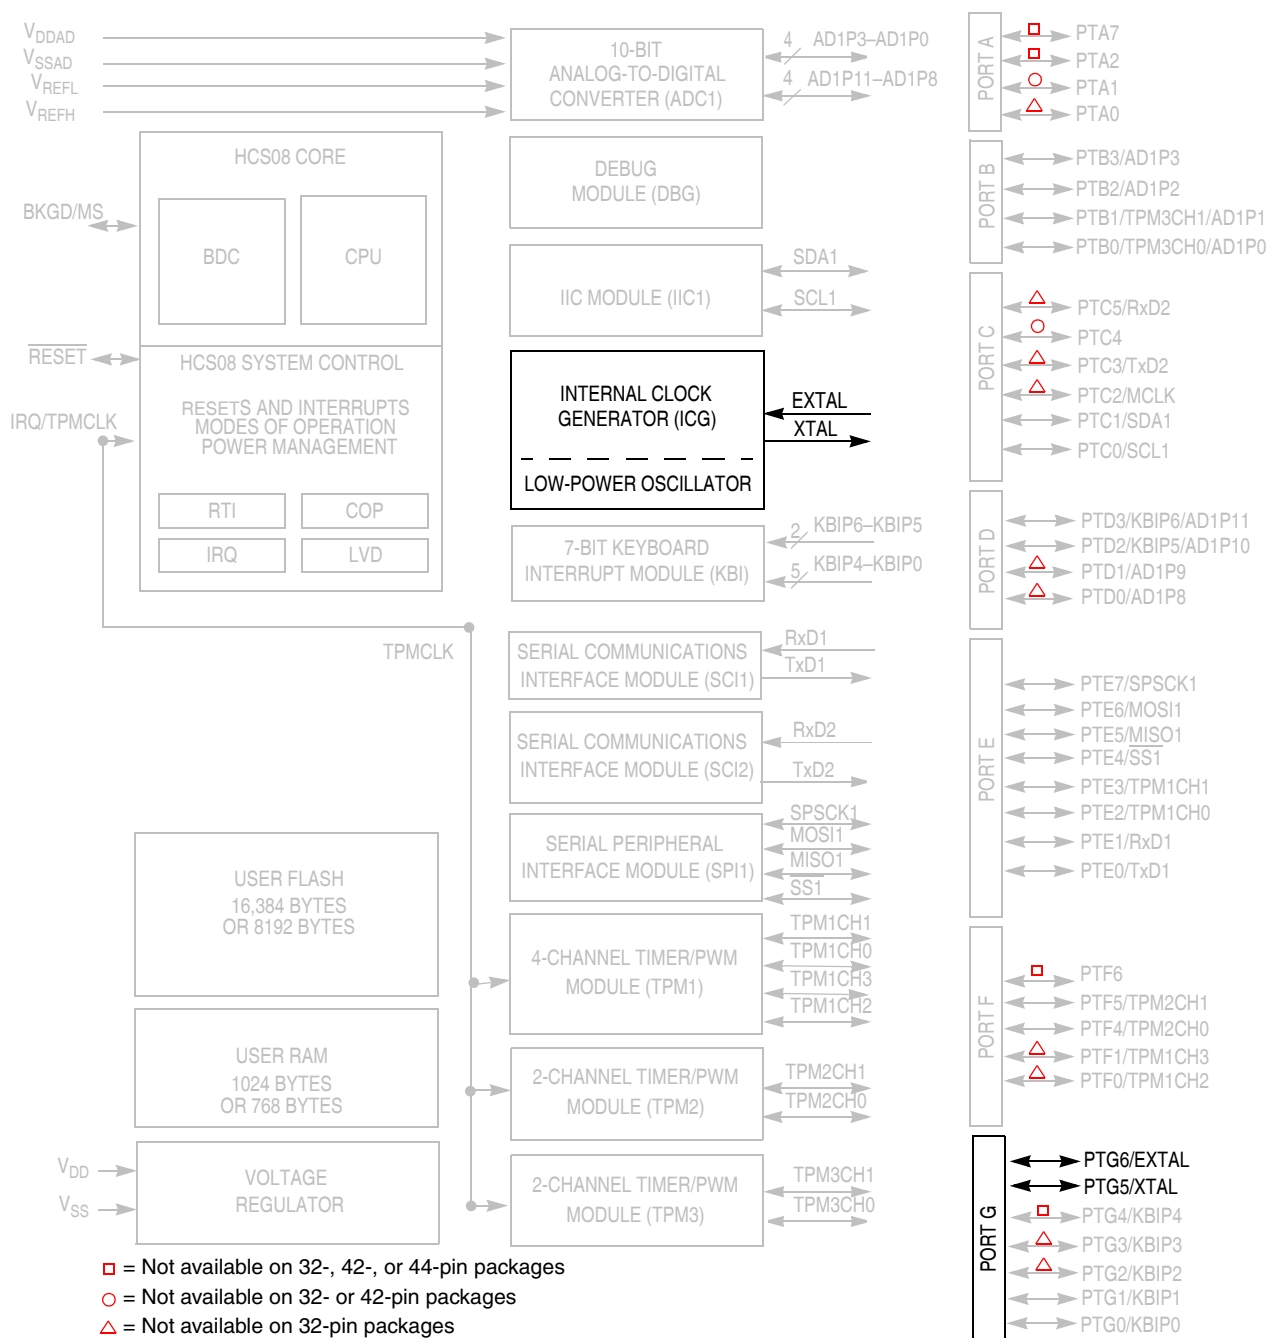 VDDAD
VSSAD
VREFL
VREFH
10-BIT
ANALOG-TO-DIGITAL
CONVERTER (ADC1)
4 AD1P3–AD1P0
4 AD1P11–AD1P8
HCS08 CORE
BDC
CPU
BKGD/MS
RESET
IRQ/TPMCLK
HCS08 SYSTEM CONTROL
RESETS AND INTERRUPTS
MODES OF OPERATION
POWER MANAGEMENT
RTI
COP
IRQ
LVD
TPMCLK
DEBUG
MODULE (DBG)
IIC MODULE (IIC1)
SDA1
SCL1
INTERNAL CLOCK
GENERATOR (ICG)
LOW-POWER OSCILLATOR
EXTAL
XTAL
7-BIT KEYBOARD
INTERRUPT MODULE (KBI)
2 KBIP6–KBIP5
5 KBIP4–KBIP0
SERIAL COMMUNICATIONS
INTERFACE MODULE (SCI1)
RxD1
TxD1
SERIAL COMMUNICATIONS
INTERFACE MODULE (SCI2)
RxD2
TxD2
SERIAL PERIPHERAL
INTERFACE MODULE (SPI1)
SPSCK1
MOSI1
MISO1
SS1
4-CHANNEL TIMER/PWM
MODULE (TPM1)
TPM1CH1
TPM1CH0
TPM1CH3
TPM1CH2
2-CHANNEL TIMER/PWM
MODULE (TPM2)
TPM2CH1
TPM2CH0
2-CHANNEL TIMER/PWM
MODULE (TPM3)
TPM3CH1
TPM3CH0
USER FLASH
16,384 BYTES
OR 8192 BYTES
USER RAM
1024 BYTES
OR 768 BYTES
VDD
VSS
VOLTAGE
REGULATOR
PORT A
PTA7
PTA2
PTA1
PTA0
PORT B
PTB3/AD1P3
PTB2/AD1P2
PTB1/TPM3CH1/AD1P1
PTB0/TPM3CH0/AD1P0
PORT C
PTC5/RxD2
PTC4
PTC3/TxD2
PTC2/MCLK
PTC1/SDA1
PTC0/SCL1
PORT D
PTD3/KBIP6/AD1P11
PTD2/KBIP5/AD1P10
PTD1/AD1P9
PTD0/AD1P8
PORT E
PTE7/SPSCK1
PTE6/MOSI1
PTE5/MISO1
PTE4/SS1
PTE3/TPM1CH1
PTE2/TPM1CH0
PTE1/RxD1
PTE0/TxD1
PORT F
PTF6
PTF5/TPM2CH1
PTF4/TPM2CH0
PTF1/TPM1CH3
PTF0/TPM1CH2
PORT G
PTG6/EXTAL
PTG5/XTAL
PTG4/KBIP4
PTG3/KBIP3
PTG2/KBIP2
PTG1/KBIP1
PTG0/KBIP0
= Not available on 32-, 42-, or 44-pin packages
= Not available on 32- or 42-pin packages
= Not available on 32-pin packages